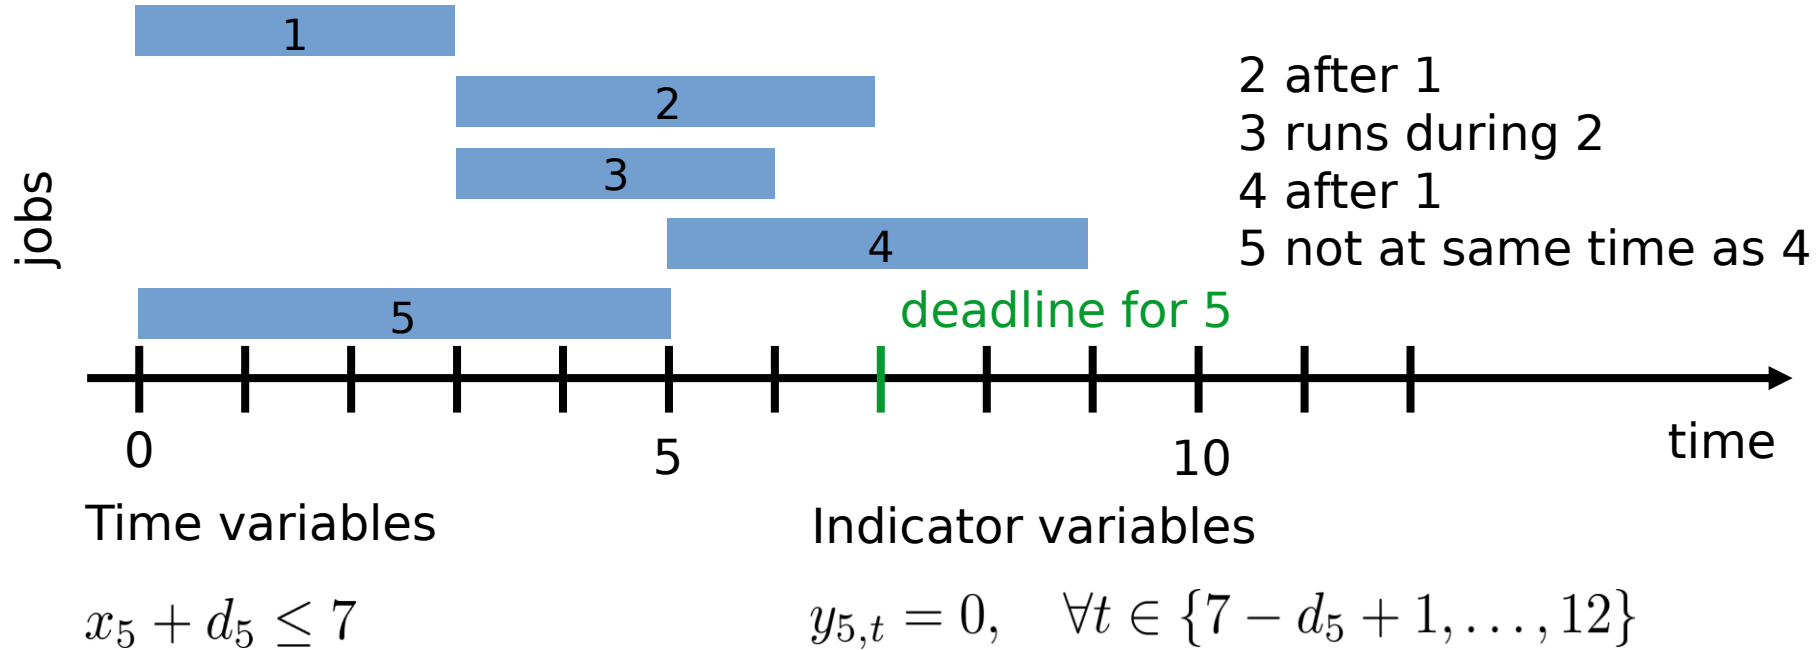 1
2 after 1
2
3 runs during 2
3
4 after 1
jobs
4
5 not at same time as 4
5
deadline for 5
0
5
10
time
Time variables
Indicator variables
x₅ + d₅ ≤ 7
y₅,ₜ = 0, ∀t ∈ {7 − d₅ + 1, . . . , 12}